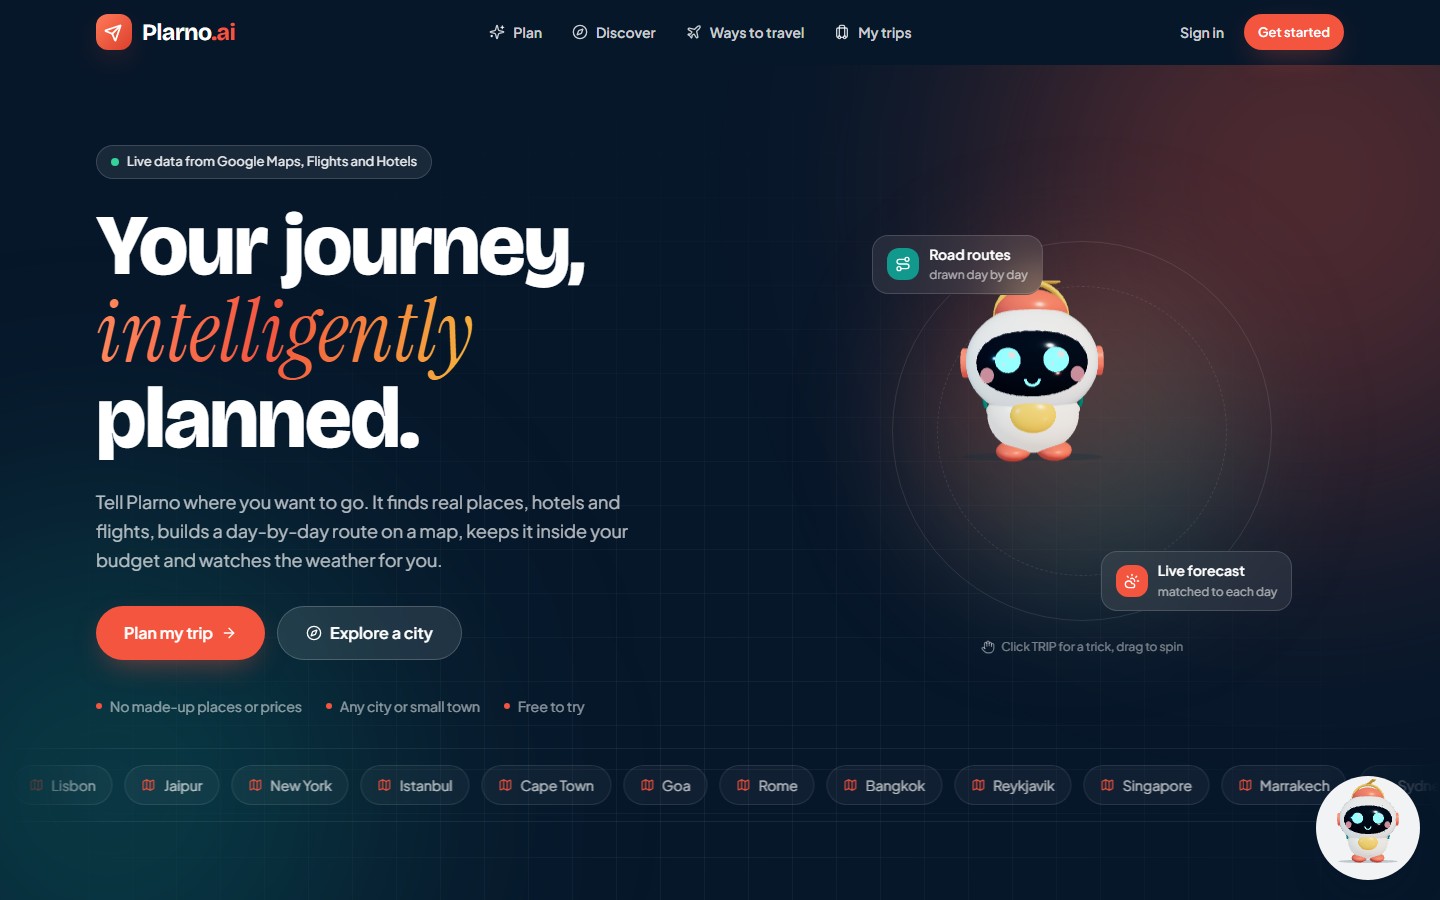 Plarno.ai
Plan
Discover
Ways to travel
My trips
Sign in
Get started
Live data from Google Maps, Flights and Hotels
Your journey,
intelligently
planned.
Road routes
drawn day by day
Tell Plarno where you want to go. It finds real places, hotels and
flights, builds a day-by-day route on a map, keeps it inside your
budget and watches the weather for you.
Live forecast
matched to each day
Plan my trip
Explore a city
Click TRIP for a trick, drag to spin
No made-up places or prices
Any city or small town
Free to try
Lisbon
Jaipur
New York
Istanbul
Cape Town
Goa
Rome
Bangkok
Reykjavik
Singapore
Marrakech